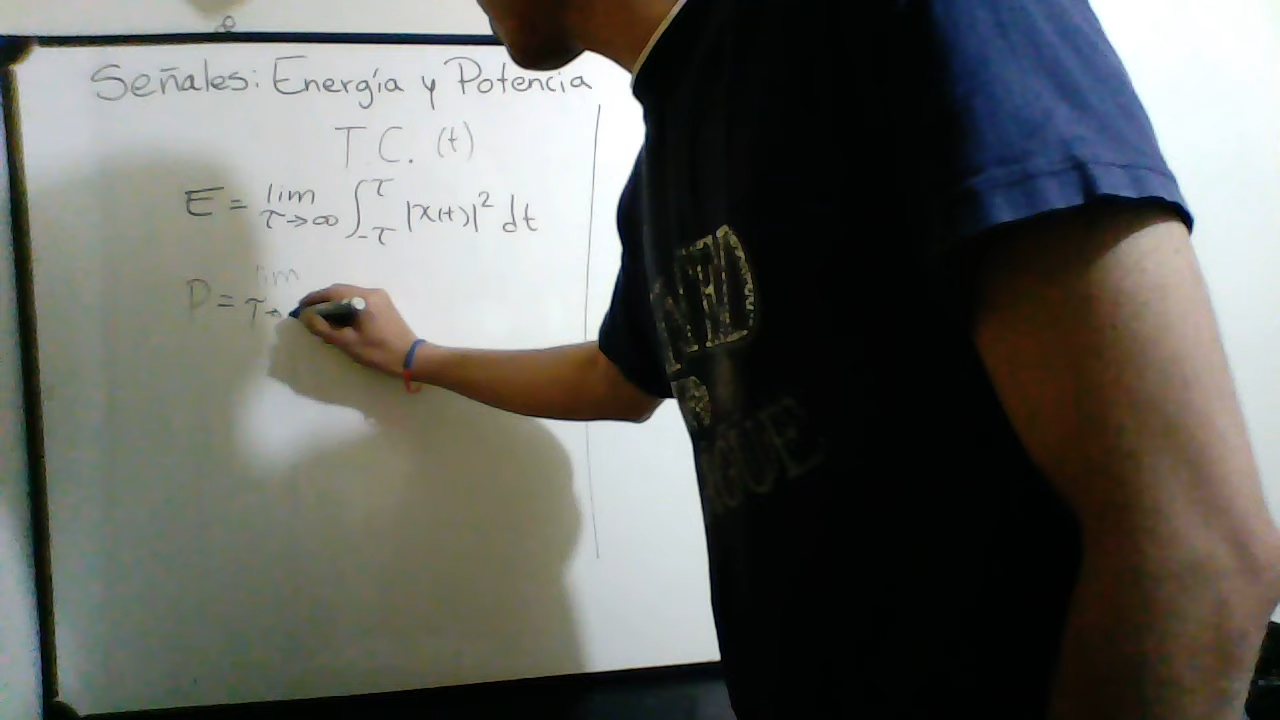 Señales: Energía y Potencia
T C. (t)
E = lim τ→∞ ∫_{-τ}^{τ} |x(t)|² dt
P = lim τ→